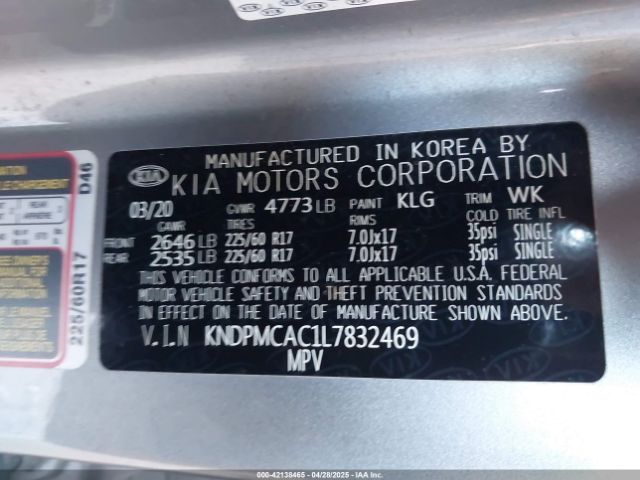 MANUFACTURED IN KOREA BY
KIA KIA MOTORS CORPORATION
03/20 GVWR 4773 LB PAINT KLG TRIM WK
GAWR TIRES RIMS COLD TIRE INFL
FRONT 2646 LB 225/60 R17 7.0Jx17 35psi SINGLE
REAR 2535 LB 225/60 R17 7.0Jx17 35psi SINGLE
THIS VEHICLE CONFORMS TO ALL APPLICABLE U.S.A. FEDERAL
MOTOR VEHICLE SAFETY AND THEFT PREVENTION STANDARDS
IN EFFECT ON THE DATE OF MANUFACTURE SHOWN ABOVE.
V.I.N KNDPMCAC1L7832469
MPV
D46
225/60R17
000-42138465 04/28/2025